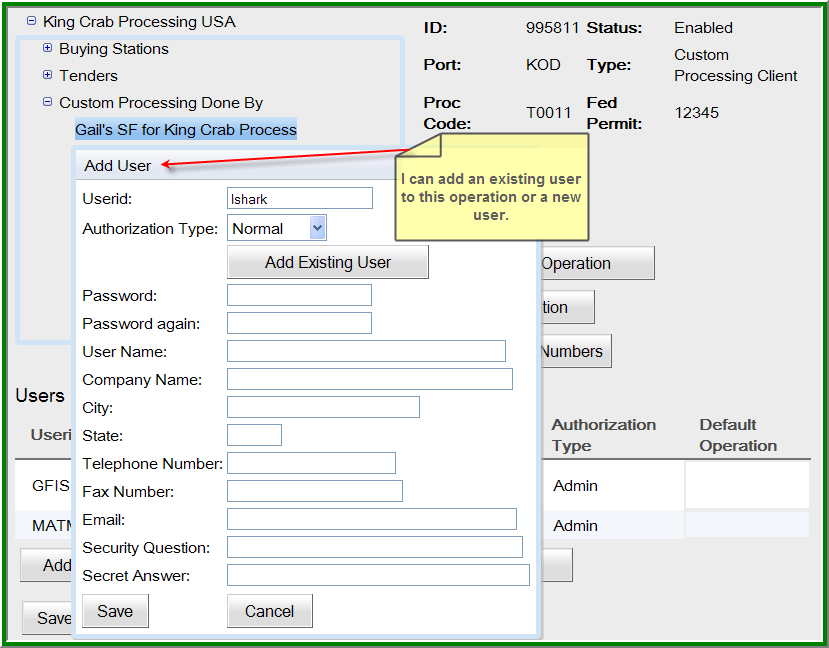 King Crab Processing USA
Buying Stations
Tenders
Custom Processing Done By
Gail's SF for King Crab Process
ID: 995811 Status: Enabled
Port: KOD Type: Custom
Processing Client
Proc
Code: T0011 Fed
Permit: 12345
Add User
I can add an existing user
to this operation or a new
user.
Userid: lshark
Authorization Type: Normal
Add Existing User
Operation
Password:
tion
Password again:
User Name:
Numbers
Company Name:
City:
State:
Telephone Number:
Fax Number:
Email:
Security Question:
Secret Answer:
Save Cancel
Users
Useri
Authorization
Type
Default
Operation
GFIS Admin
MATM Admin
Add
Save